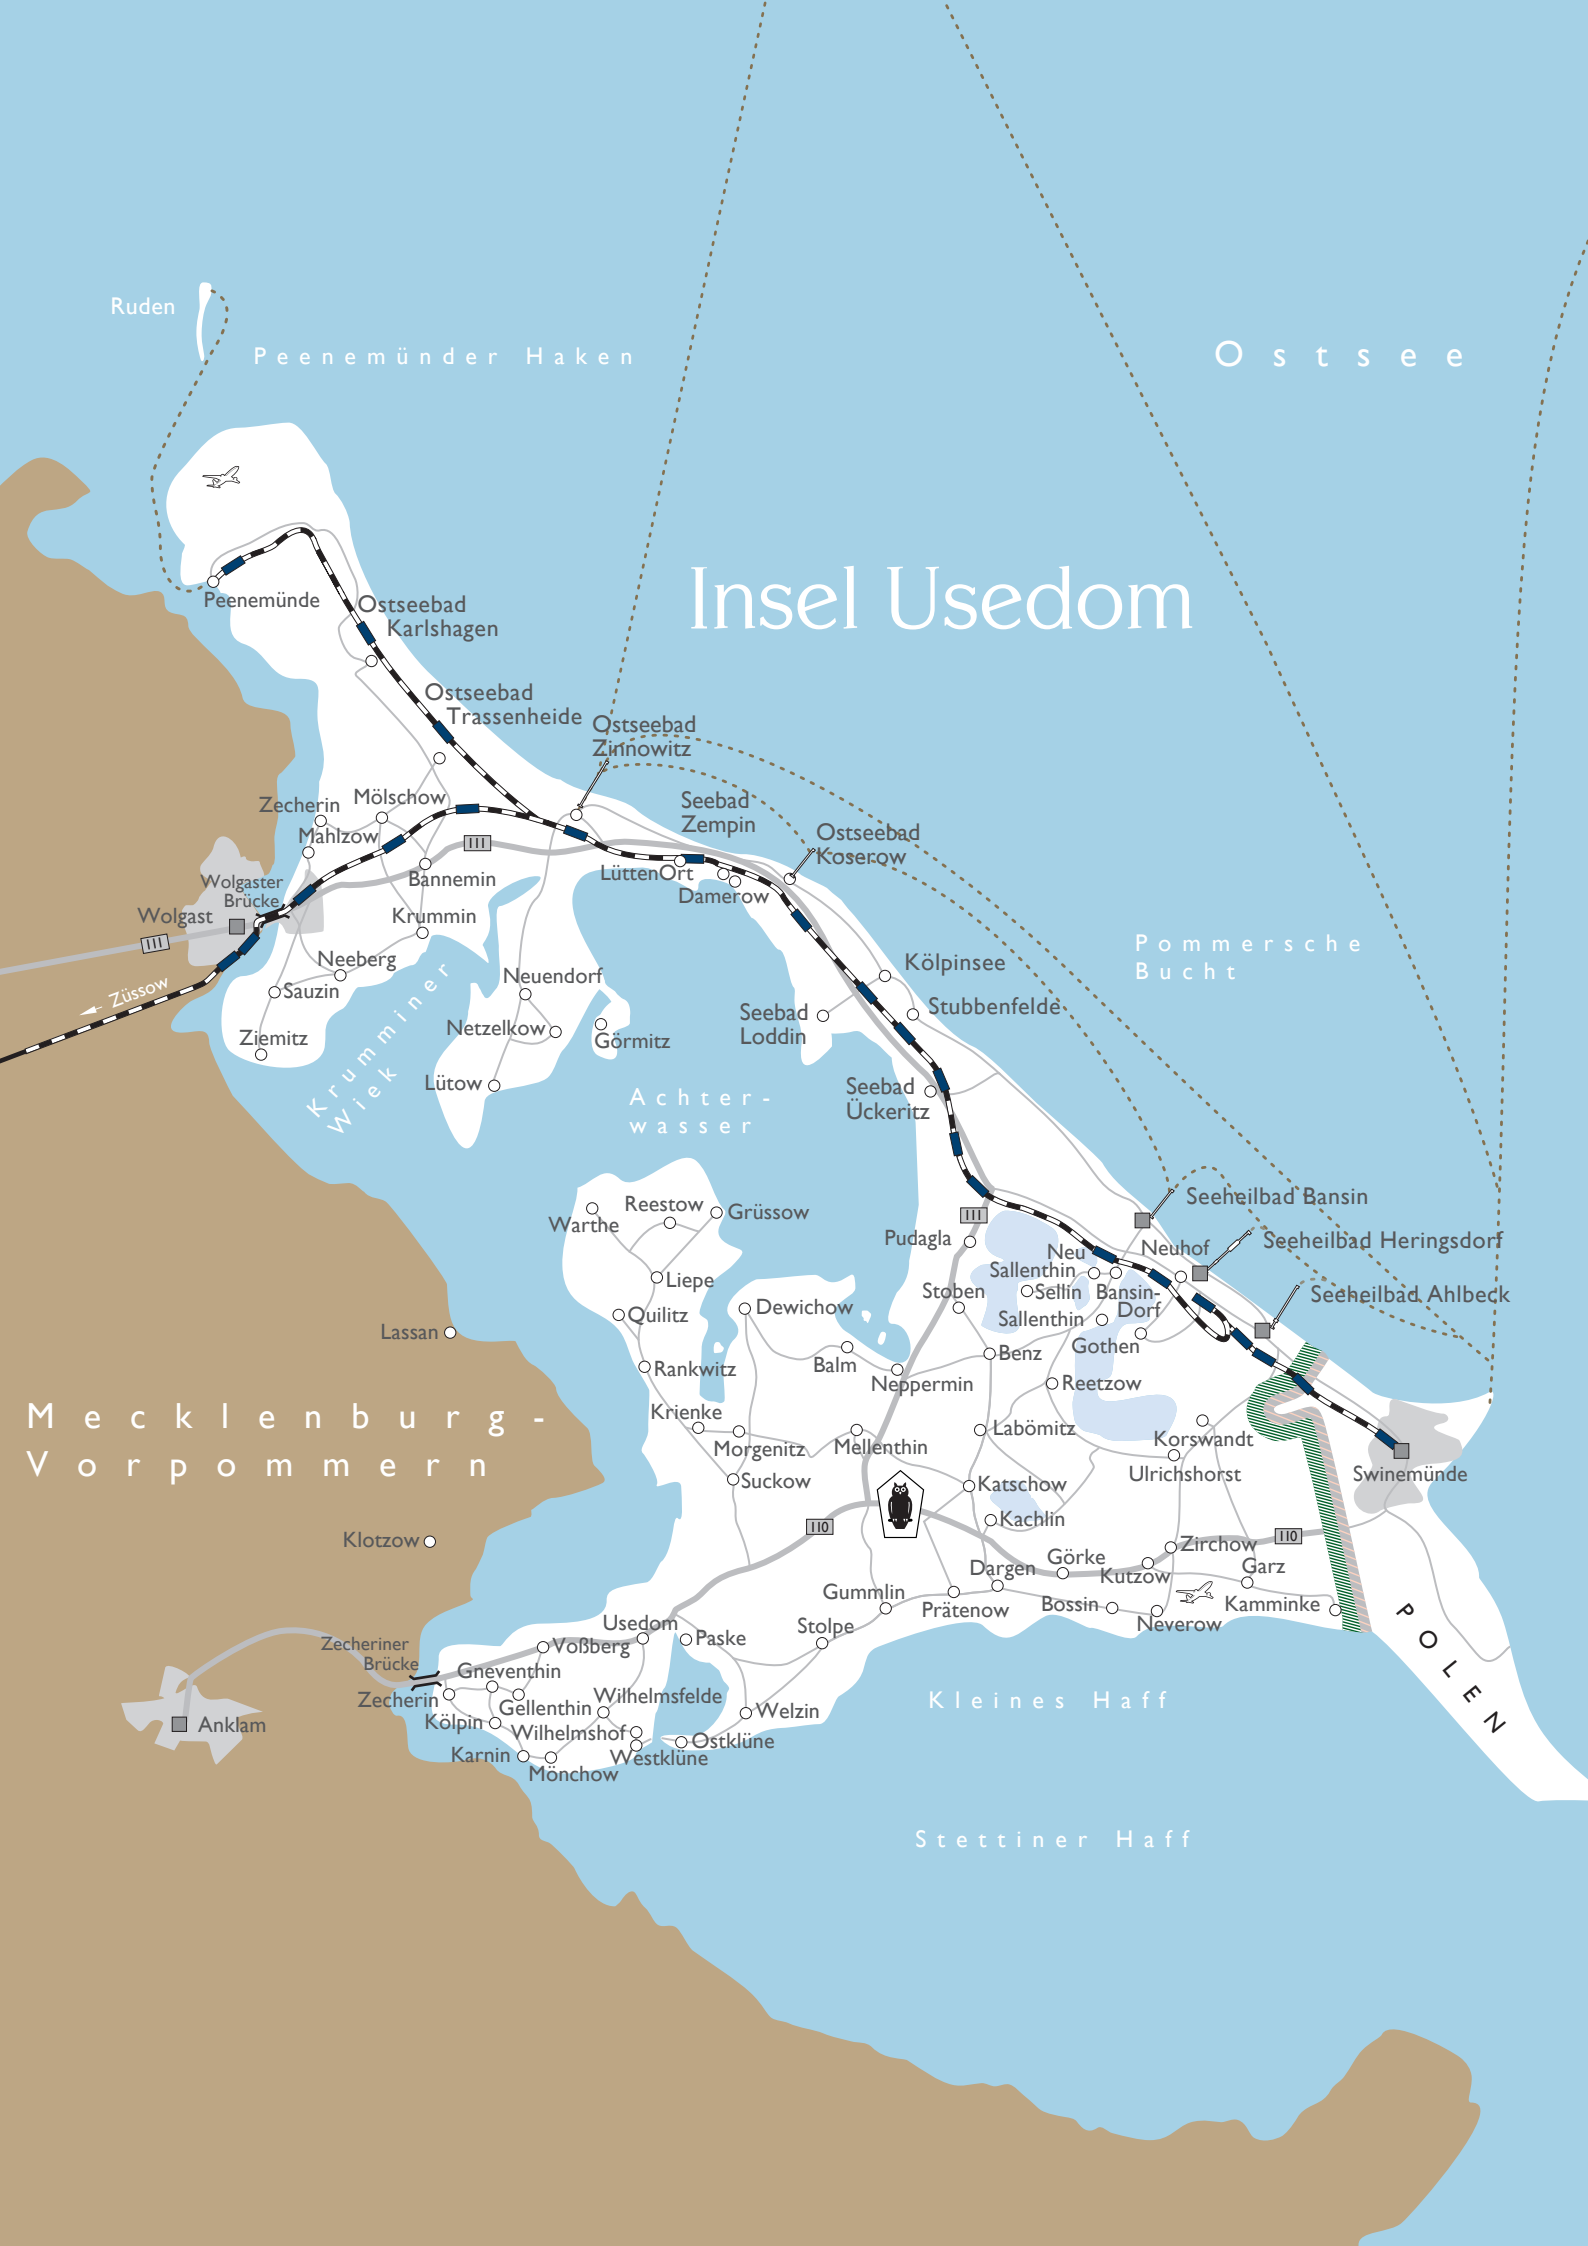 Ruden
Peenemünder Haken
Ostsee
Insel Usedom
Peenemünde
Ostseebad
Karlshagen
Ostseebad
Trassenheide
Ostseebad
Zinnowitz
Zecherin
Mölschow
Mahlzow
111
Seebad
Zempin
Ostseebad
Koserow
Wolgaster
Brücke
Bannemin
LüttenOrt
Damerow
Wolgast
111
Krummin
Neeberg
Sauzin
Züssow
Ziemitz
Krumminer
Wiek
Neuendorf
Netzelkow
Görmitz
Lütow
Kölpinsee
Stubbenfelde
Seebad
Loddin
Pommersche
Bucht
Achter-
wasser
Seebad
Ückeritz
Warthe
Reestow
Grüssow
Liepe
Quilitz
Rankwitz
Dewichow
Balm
Neppermin
111
Pudagla
Stoben
Seeheilbad Bansin
Neuhof
Seeheilbad Heringsdorf
Neu
Sallenthin
Sellin
Bansin-
Dorf
Sallenthin
Gothen
Seeheilbad Ahlbeck
Benz
Reetzow
Lassan
Mecklenburg-
Vorpommern
Krienke
Morgenitz
Mellenthin
Labömitz
Korswandt
Ulrichshorst
Swinemünde
Suckow
Katschow
Kachlin
110
110
Klotzow
Zirchow
Görke
Kutzow
Garz
Dargen
Gummlin
Prätenow
Bossin
Neverow
Kamminke
POLEN
Usedom
Paske
Stolpe
Voßberg
Zecheriner
Brücke
Gneventhin
Zecherin
Gellenthin
Wilhelmsfelde
Kölpin
Wilhelmshof
Welzin
Ostklüne
Westklüne
Karnin
Mönchow
Anklam
Kleines Haff
Stettiner Haff